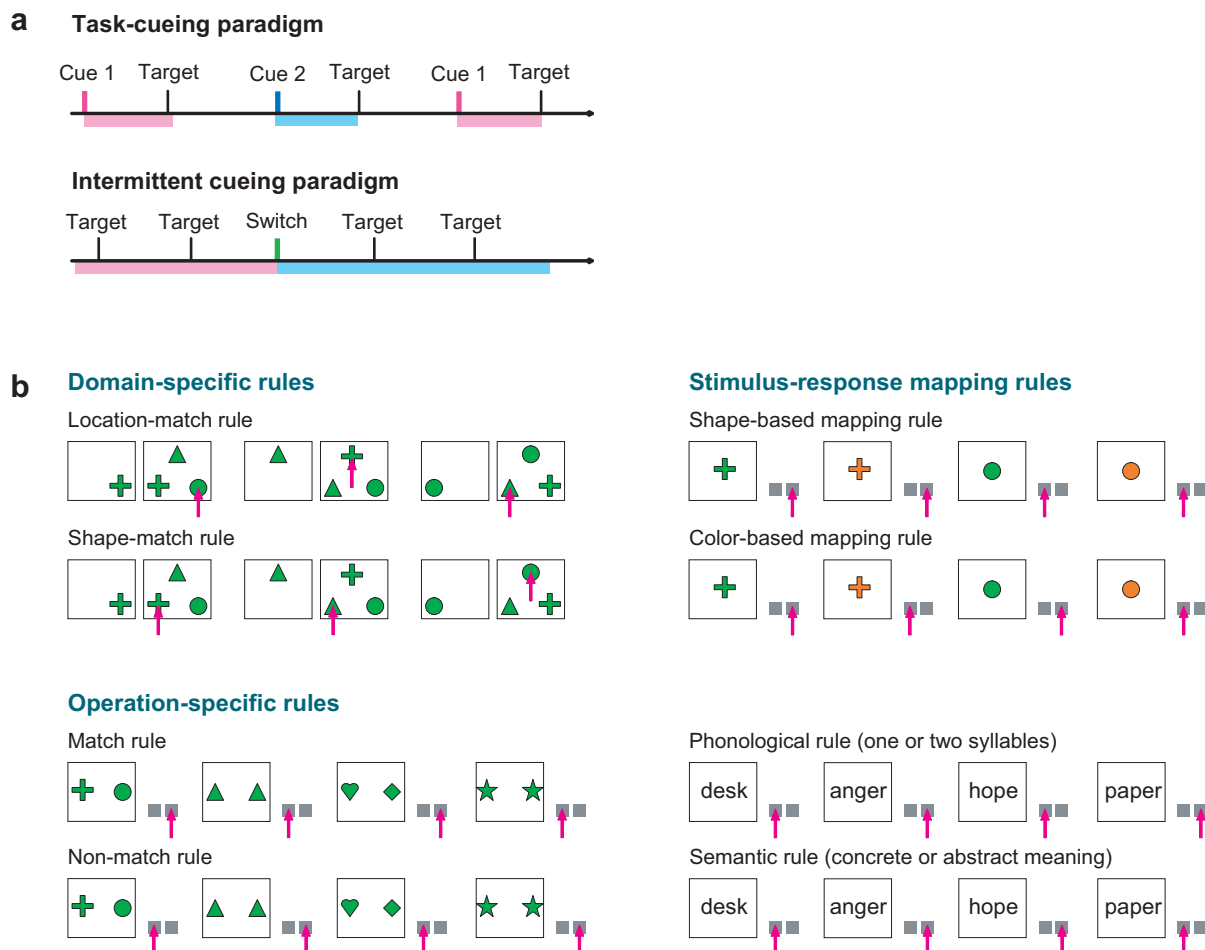 a
Task-cueing paradigm
Cue 1 Target Cue 2 Target Cue 1 Target
Intermittent cueing paradigm
Target Target Switch Target Target
b
Domain-specific rules
Location-match rule
Shape-match rule
Stimulus-response mapping rules
Shape-based mapping rule
Color-based mapping rule
Operation-specific rules
Match rule
Non-match rule
Phonological rule (one or two syllables)
desk anger hope paper
Semantic rule (concrete or abstract meaning)
desk anger hope paper